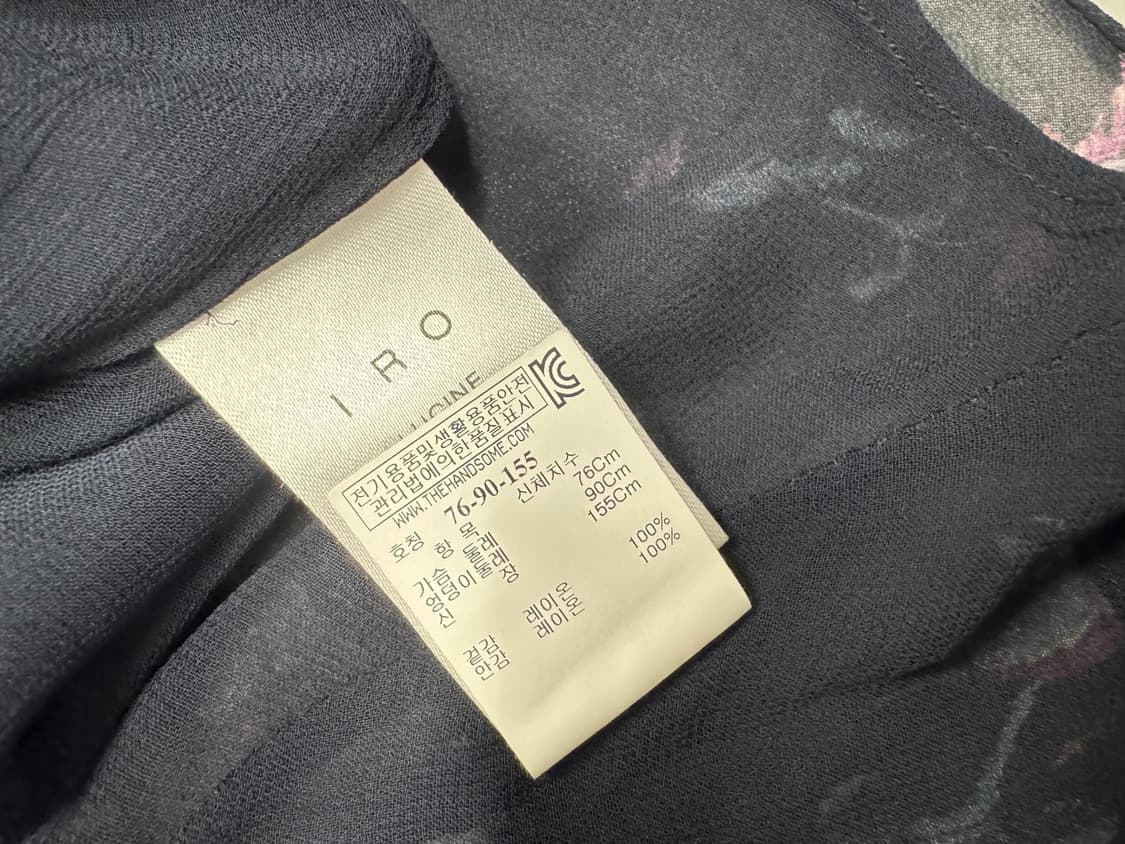 IRO
전기용품및생활용품안전
관리법에의한품질표시
WWW.THEHANDSOME.COM
호칭 76-90-155
항 목 신체치수
가슴둘레 76Cm
엉덩이둘레 90Cm
신 장 155Cm
겉감 레이온 100%
안감 레이온 100%